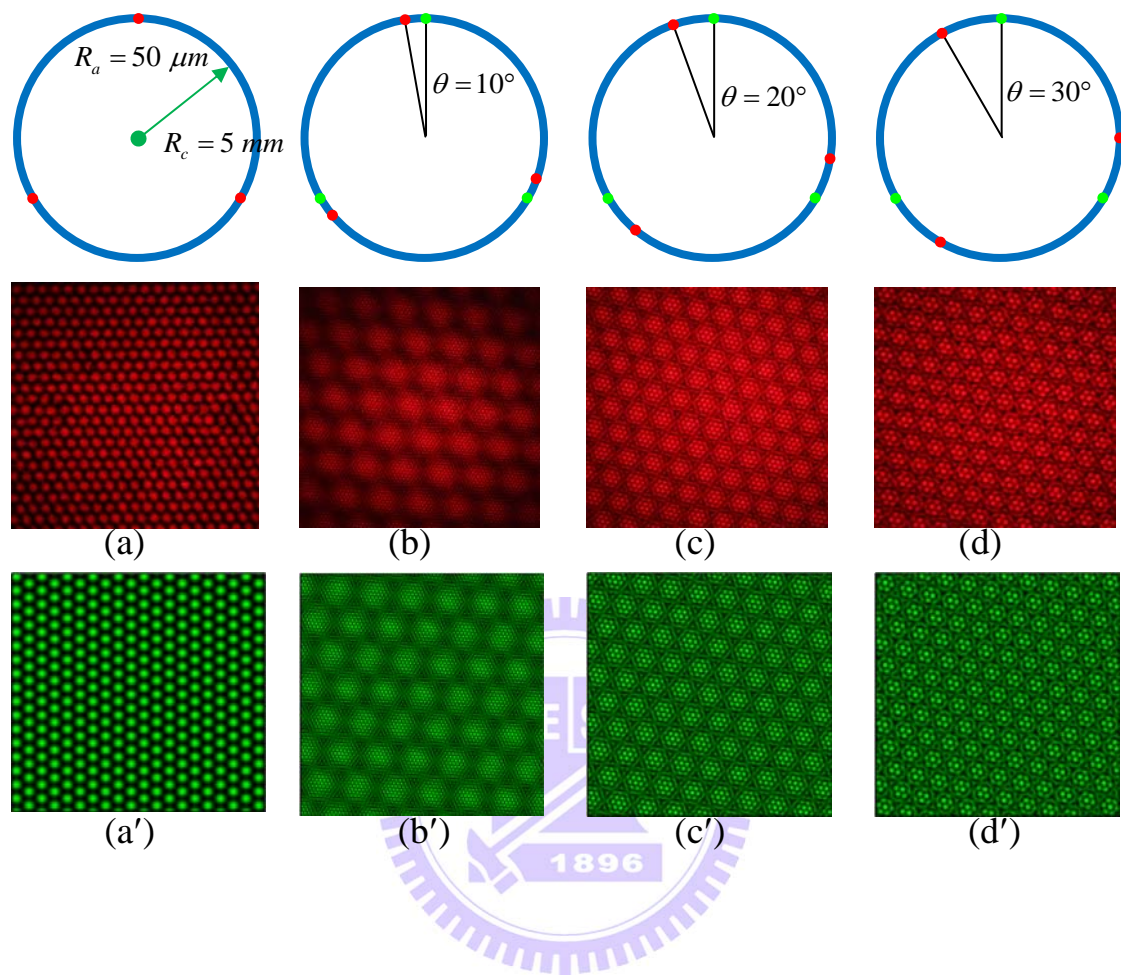 R_a = 50 μm
R_c = 5 mm
θ = 10°
θ = 20°
θ = 30°
(a)
(b)
(c)
(d)
(a′)
(b′)
(c′)
(d′)
1896